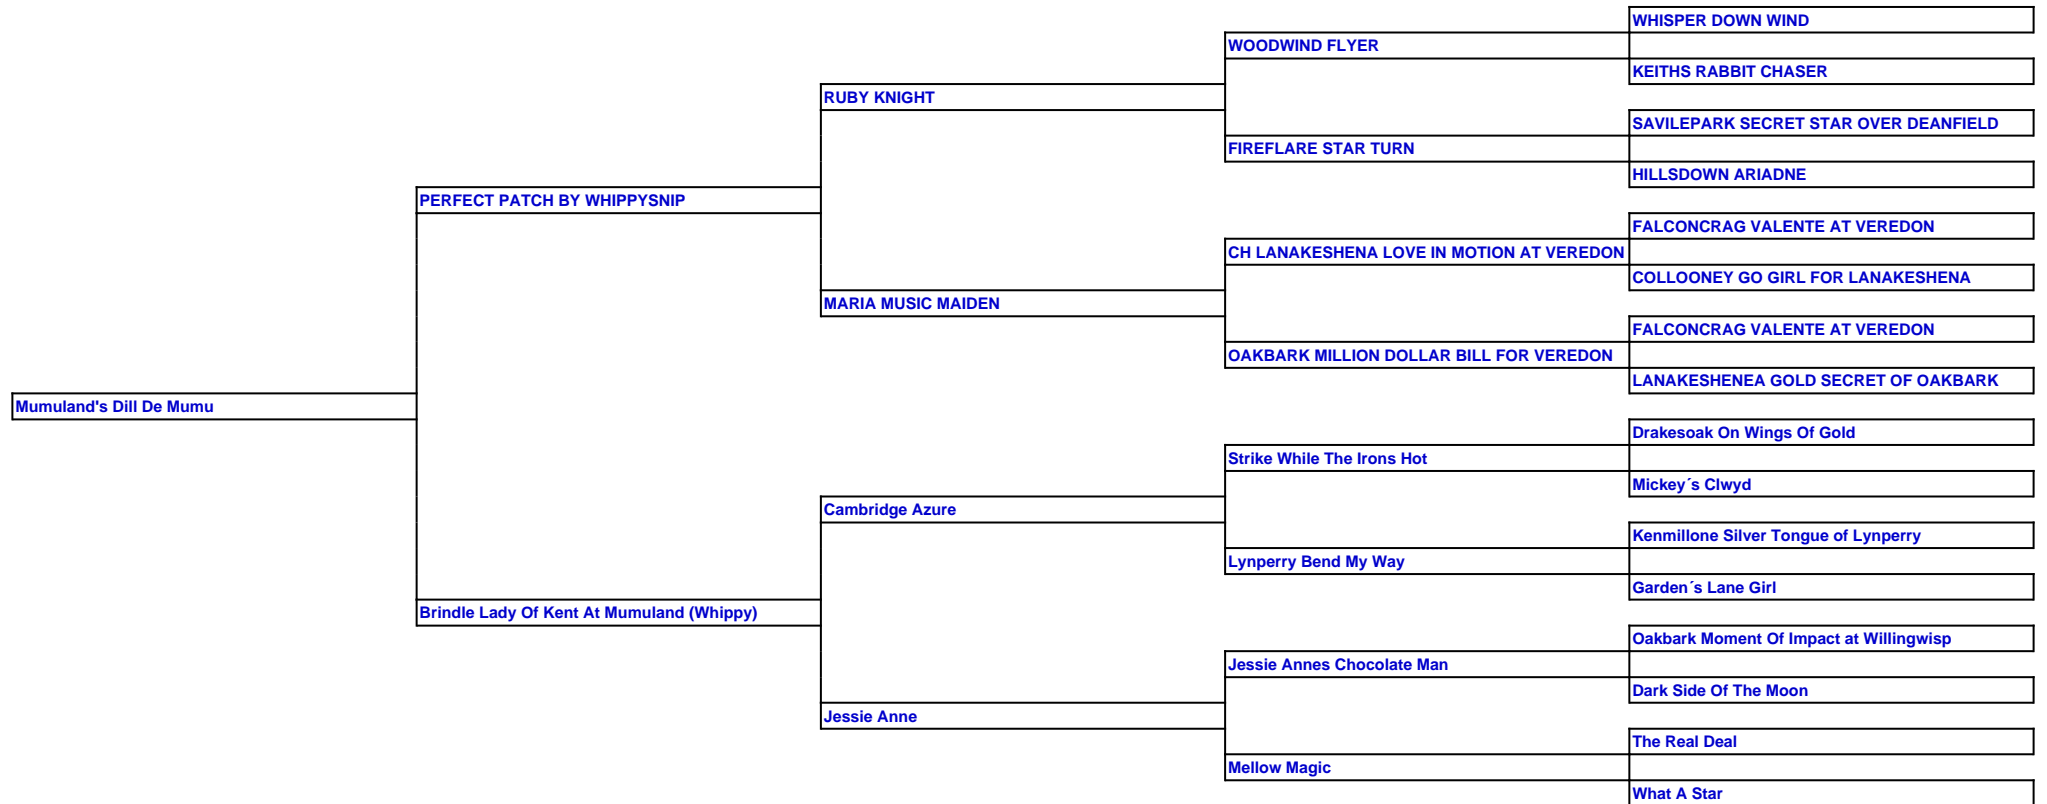 WHISPER DOWN WIND
WOODWIND FLYER
KEITHS RABBIT CHASER
RUBY KNIGHT
SAVILEPARK SECRET STAR OVER DEANFIELD
FIREFLARE STAR TURN
HILLSDOWN ARIADNE
PERFECT PATCH BY WHIPPYSNIP
FALCONCRAG VALENTE AT VEREDON
CH LANAKESHENA LOVE IN MOTION AT VEREDON
COLLOONEY GO GIRL FOR LANAKESHENA
MARIA MUSIC MAIDEN
FALCONCRAG VALENTE AT VEREDON
OAKBARK MILLION DOLLAR BILL FOR VEREDON
LANAKESHENEA GOLD SECRET OF OAKBARK
Mumuland's Dill De Mumu
Drakesoak On Wings Of Gold
Strike While The Irons Hot
Mickey´s Clwyd
Cambridge Azure
Kenmillone Silver Tongue of Lynperry
Lynperry Bend My Way
Garden´s Lane Girl
Brindle Lady Of Kent At Mumuland (Whippy)
Oakbark Moment Of Impact at Willingwisp
Jessie Annes Chocolate Man
Dark Side Of The Moon
Jessie Anne
The Real Deal
Mellow Magic
What A Star